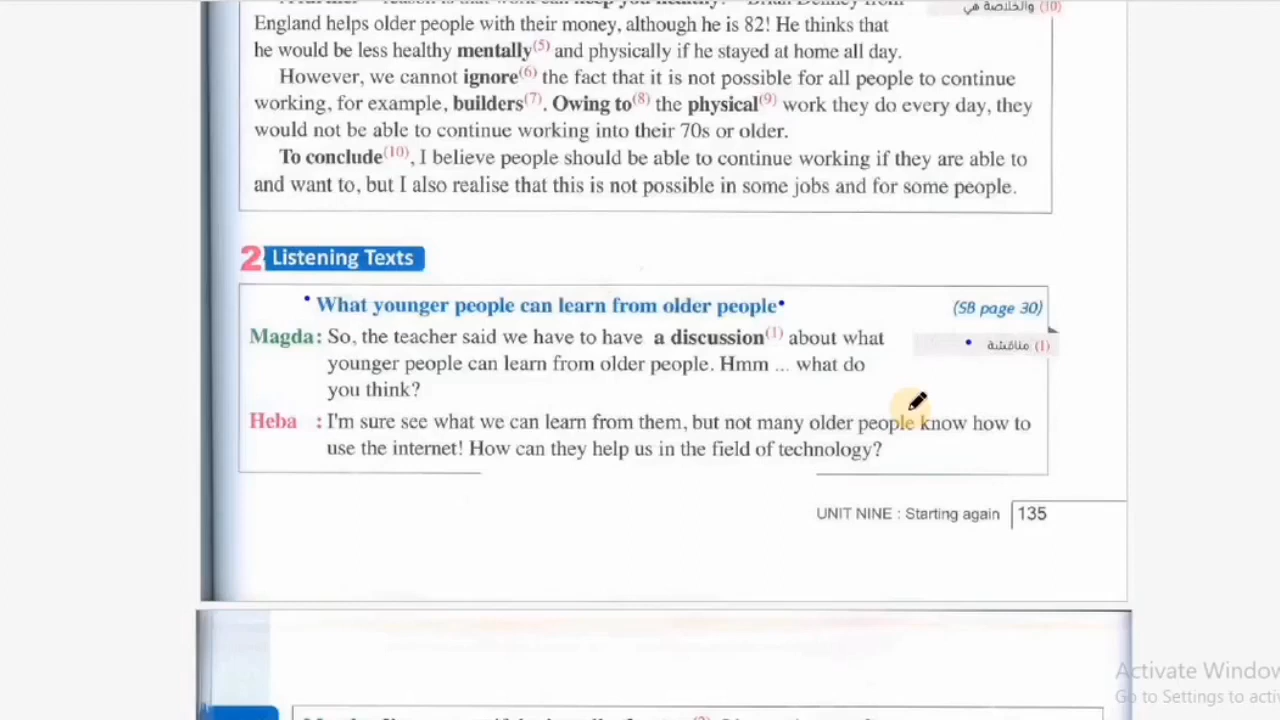 keep you healthy.
England helps older people with their money, although he is 82! He thinks that
he would be less healthy mentally(5) and physically if he stayed at home all day.
However, we cannot ignore(6) the fact that it is not possible for all people to continue
working, for example, builders(7). Owing to(8) the physical(9) work they do every day, they
would not be able to continue working into their 70s or older.
To conclude(10), I believe people should be able to continue working if they are able to
and want to, but I also realise that this is not possible in some jobs and for some people.
(10) والخلاصة هي
2 Listening Texts
What younger people can learn from older people
(SB page 30)
Magda: So, the teacher said we have to have a discussion(1) about what
younger people can learn from older people. Hmm ... what do
you think?
(1) مناقشة
Heba : I'm sure see what we can learn from them, but not many older people know how to
use the internet! How can they help us in the field of technology?
UNIT NINE : Starting again 135
Activate Window
Go to Settings to acti